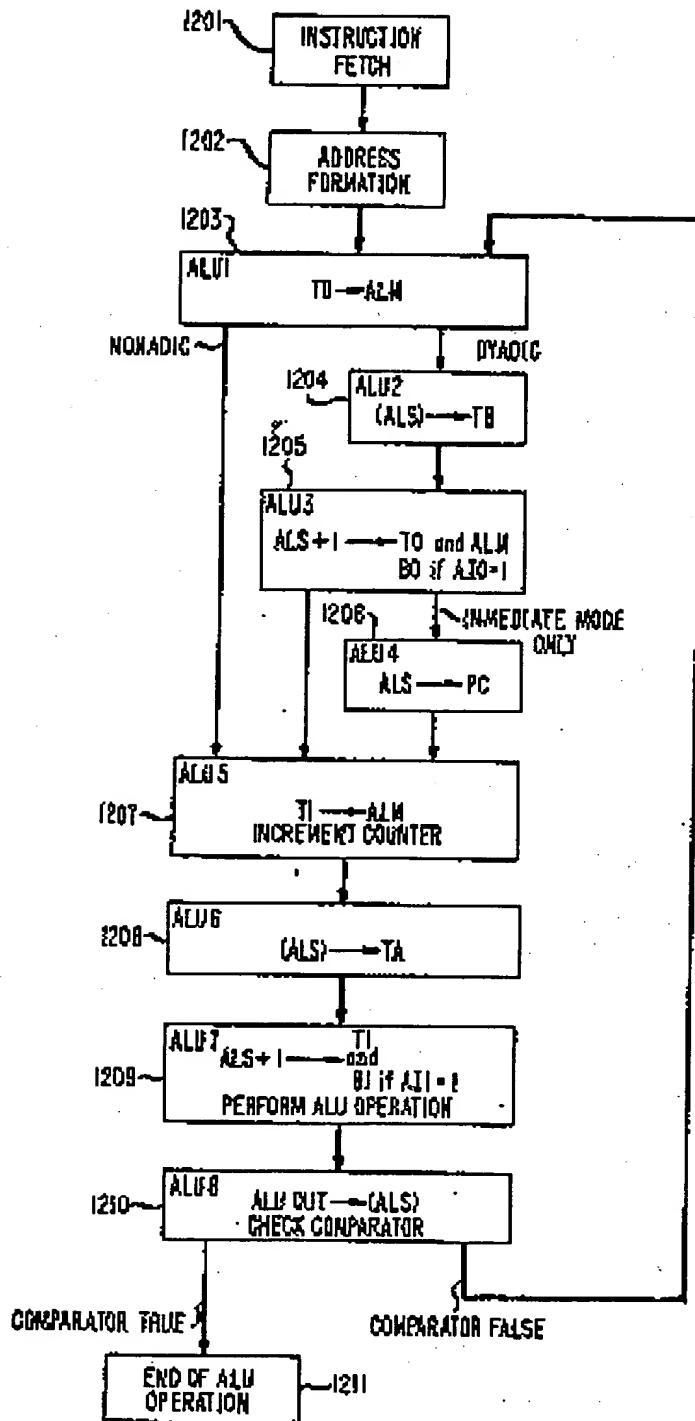 1201
INSTRUCTION
FETCH
1202
ADDRESS
FORMATION
1203
ALU1
T0 → ALM
MONADIC
DYADIC
1204
ALU2
(ALS) → TB
1205
ALU3
ALS+1 → T0 and ALM
B0 if AI0=1
1206
IMMEDIATE MODE
ONLY
ALU4
ALS → PC
ALU5
1207
T1 → ALM
INCREMENT COUNTER
ALU6
1208
(ALS) → TA
ALU7
T1
ALS+1 → and
B1 if AI1=1
1209
PERFORM ALU OPERATION
ALU8
1210
ALU OUT → (ALS)
CHECK COMPARATOR
COMPARATOR TRUE
COMPARATOR FALSE
END OF ALU
OPERATION
1211